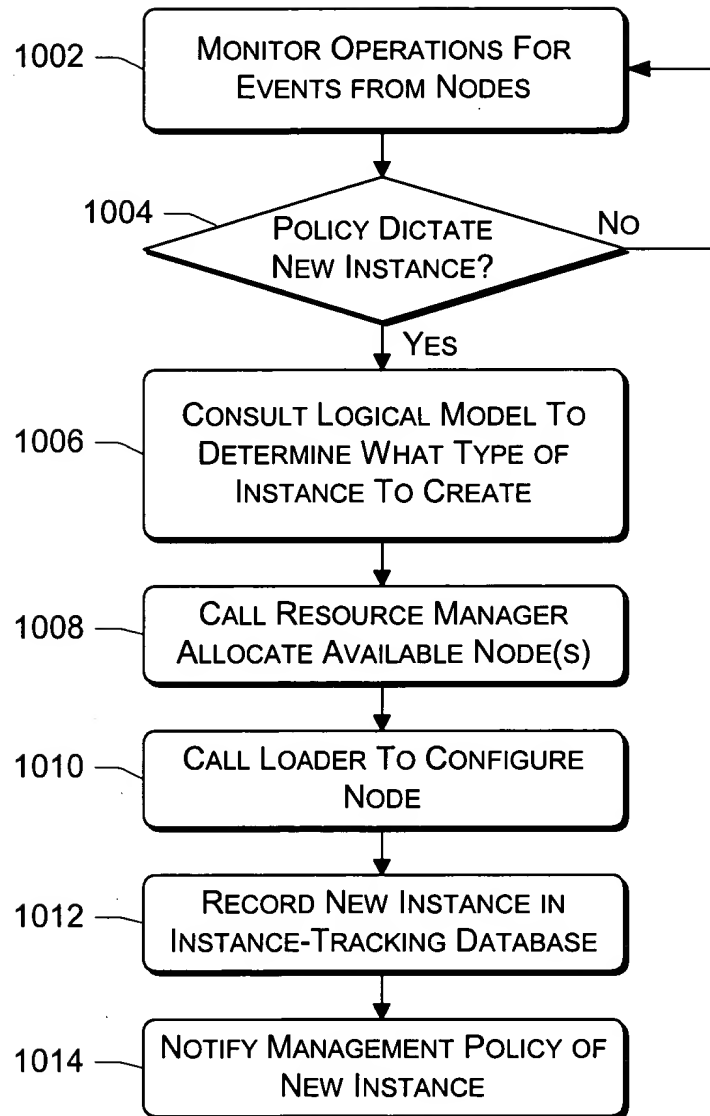 1002
MONITOR OPERATIONS FOR
EVENTS FROM NODES
1004
POLICY DICTATE
NEW INSTANCE?
NO
YES
1006
CONSULT LOGICAL MODEL TO
DETERMINE WHAT TYPE OF
INSTANCE TO CREATE
1008
CALL RESOURCE MANAGER
ALLOCATE AVAILABLE NODE(S)
1010
CALL LOADER TO CONFIGURE
NODE
1012
RECORD NEW INSTANCE IN
INSTANCE-TRACKING DATABASE
1014
NOTIFY MANAGEMENT POLICY OF
NEW INSTANCE